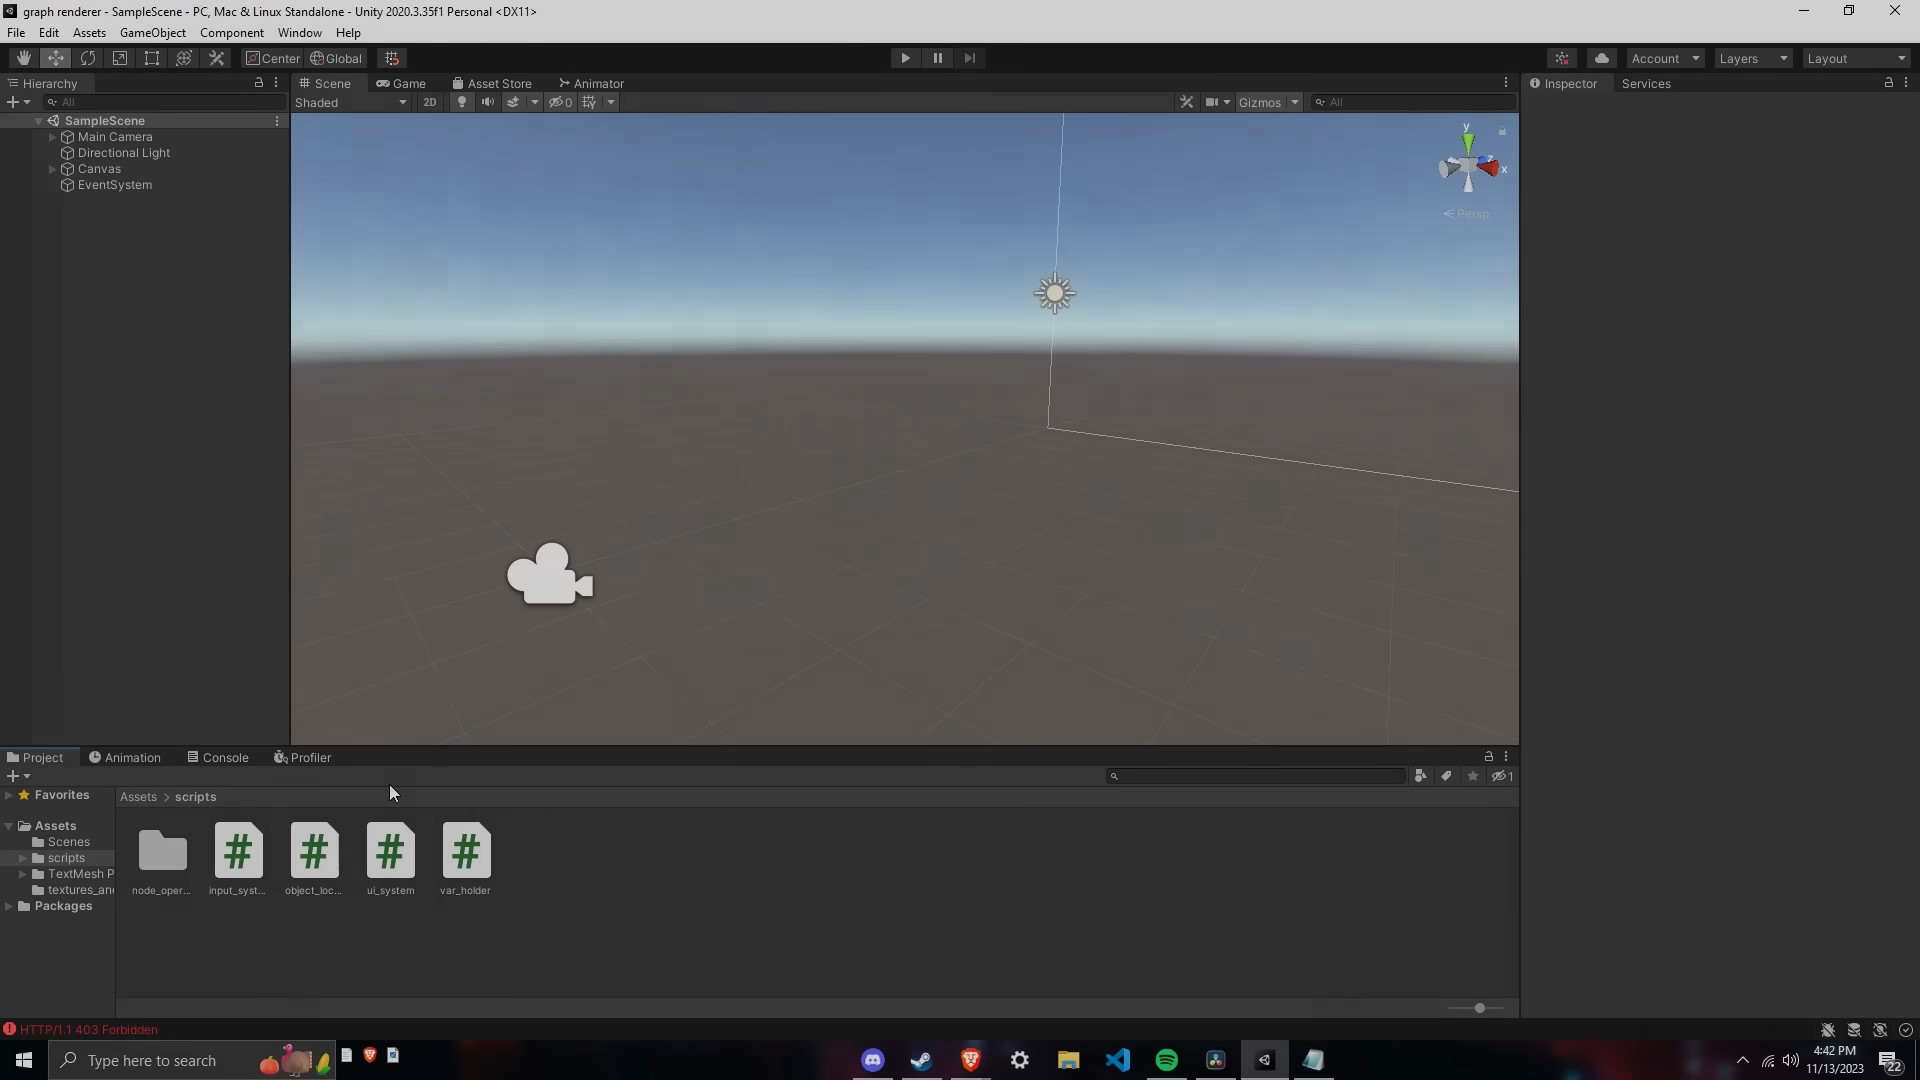 graph renderer - SampleScene - PC, Mac & Linux Standalone - Unity 2020.3.35f1 Personal <DX11>
File Edit Assets GameObject Component Window Help
Center Global Account Layers Layout
Hierarchy Scene Game Asset Store Animator Inspector Services
All Shaded 2D 0 Gizmos All
SampleScene
Main Camera
Directional Light
Canvas
EventSystem
y
z
x
Persp
Project Animation Console Profiler
1
Favorites
Assets > scripts
Assets
Scenes
scripts
TextMesh P
textures_an
Packages
node_oper... input_syst... object_loc... ui_system var_holder
HTTP/1.1 403 Forbidden
Type here to search
4:42 PM
11/13/2023
22